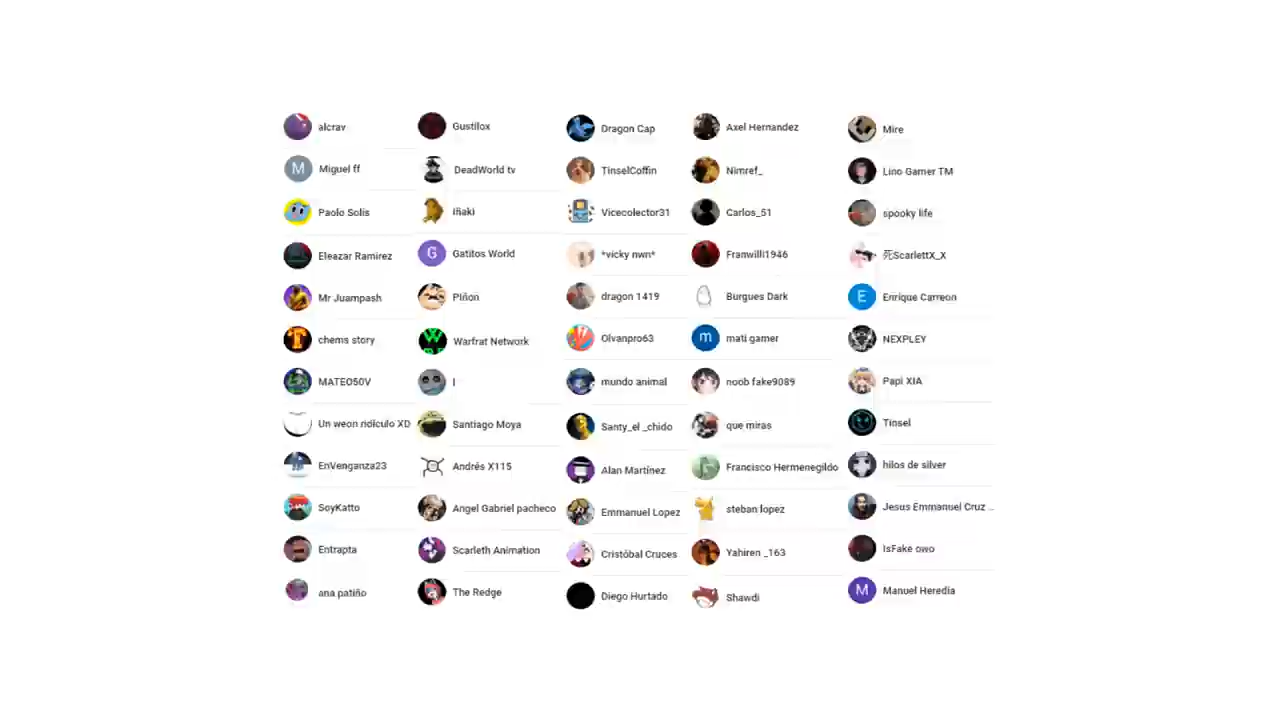 alcrav
Gustilox
Dragon Cap
Axel Hernandez
Mire
M
Miguel ff
DeadWorld tv
TinselCoffin
Nimref_
Lino Gamer TM
Paolo Solis
Iñaki
Vicecolector31
Carlos_51
spooky life
Eleazar Ramirez
G
Gatitos World
*vicky nwn*
Franwilli1946
死ScarlettX_X
Mr Juampash
Piñon
dragon 1419
Burgues Dark
E
Enrique Carreon
T
chems story
W
Warfrat Network
Olvanpro63
m
mati gamer
NEXPLEY
MATEO50V
mundo animal
noob fake9089
Papi XIA
Un weon ridículo XD
Santiago Moya
Santy_el _chido
que miras
Tinsel
EnVenganza23
Andrés X115
Alan Martínez
Francisco Hermenegildo
hilos de silver
SoyKatto
Angel Gabriel pacheco
Emmanuel Lopez
steban lopez
Jesus Emmanuel Cruz ...
Entrapta
Scarleth Animation
Cristóbal Cruces
Yahiren _163
IsFake owo
ana patiño
The Redge
Diego Hurtado
Shawdi
M
Manuel Heredia